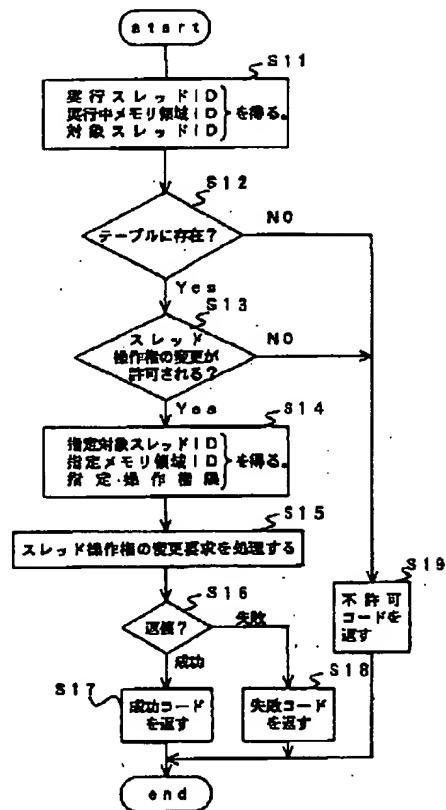 start
S11
実行スレッドID
実行中メモリ領域ID
対象スレッドID
を得る。
S12
テーブルに存在?
NO
Yes
S13
スレッド
操作権の変更が
許可される?
NO
Yes
S14
指定対象スレッドID
指定メモリ領域ID
指定操作権限
を得る。
S15
スレッド操作権の変更要求を処理する
S16
返値?
失敗
成功
S17
成功コード
を返す
S18
失敗コード
を返す
S19
不許可
コードを
返す
end